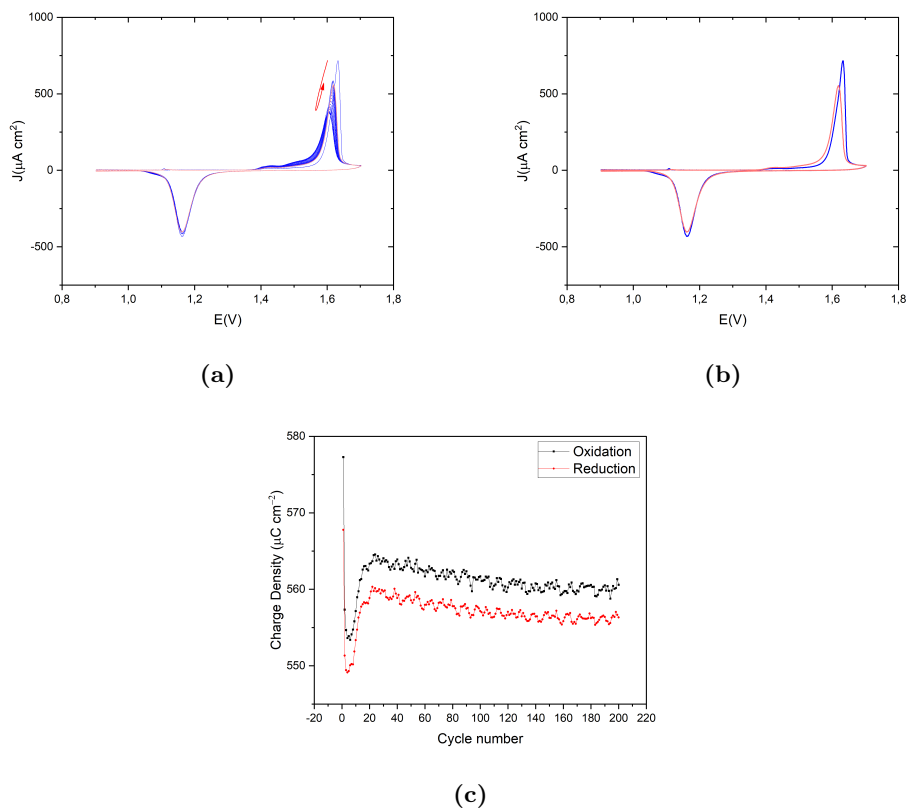 1000
500
0
-500
J(µA cm²)
0,8 1,0 1,2 1,4 1,6 1,8
E(V)
(a)
1000
500
0
-500
J(µA cm²)
0,8 1,0 1,2 1,4 1,6 1,8
E(V)
(b)
580
570
560
550
Charge Density (µC cm⁻²)
Oxidation
Reduction
-20 0 20 40 60 80 100 120 140 160 180 200 220
Cycle number
(c)